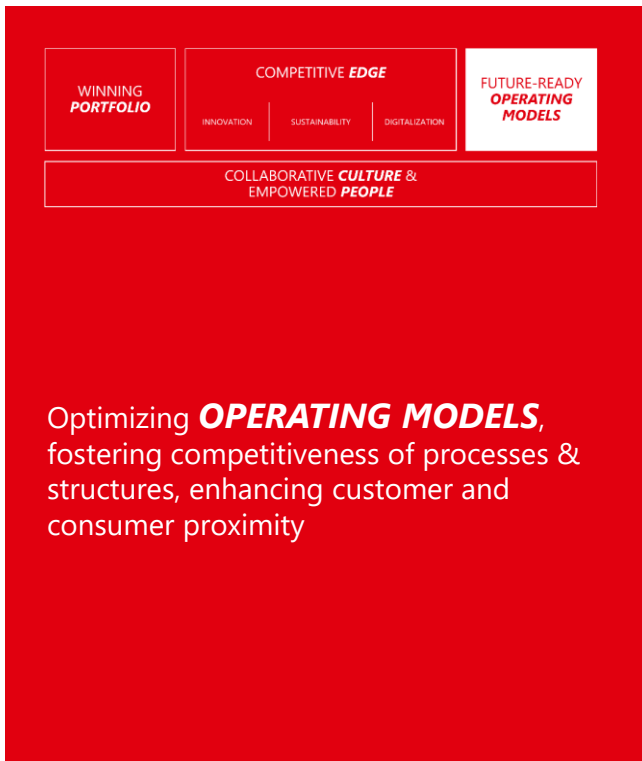 WINNING
PORTFOLIO
COMPETITIVE EDGE
INNOVATION
SUSTAINABILITY
DIGITALIZATION
FUTURE-READY
OPERATING
MODELS
COLLABORATIVE CULTURE &
EMPOWERED PEOPLE
Optimizing OPERATING MODELS,
fostering competitiveness of processes &
structures, enhancing customer and
consumer proximity